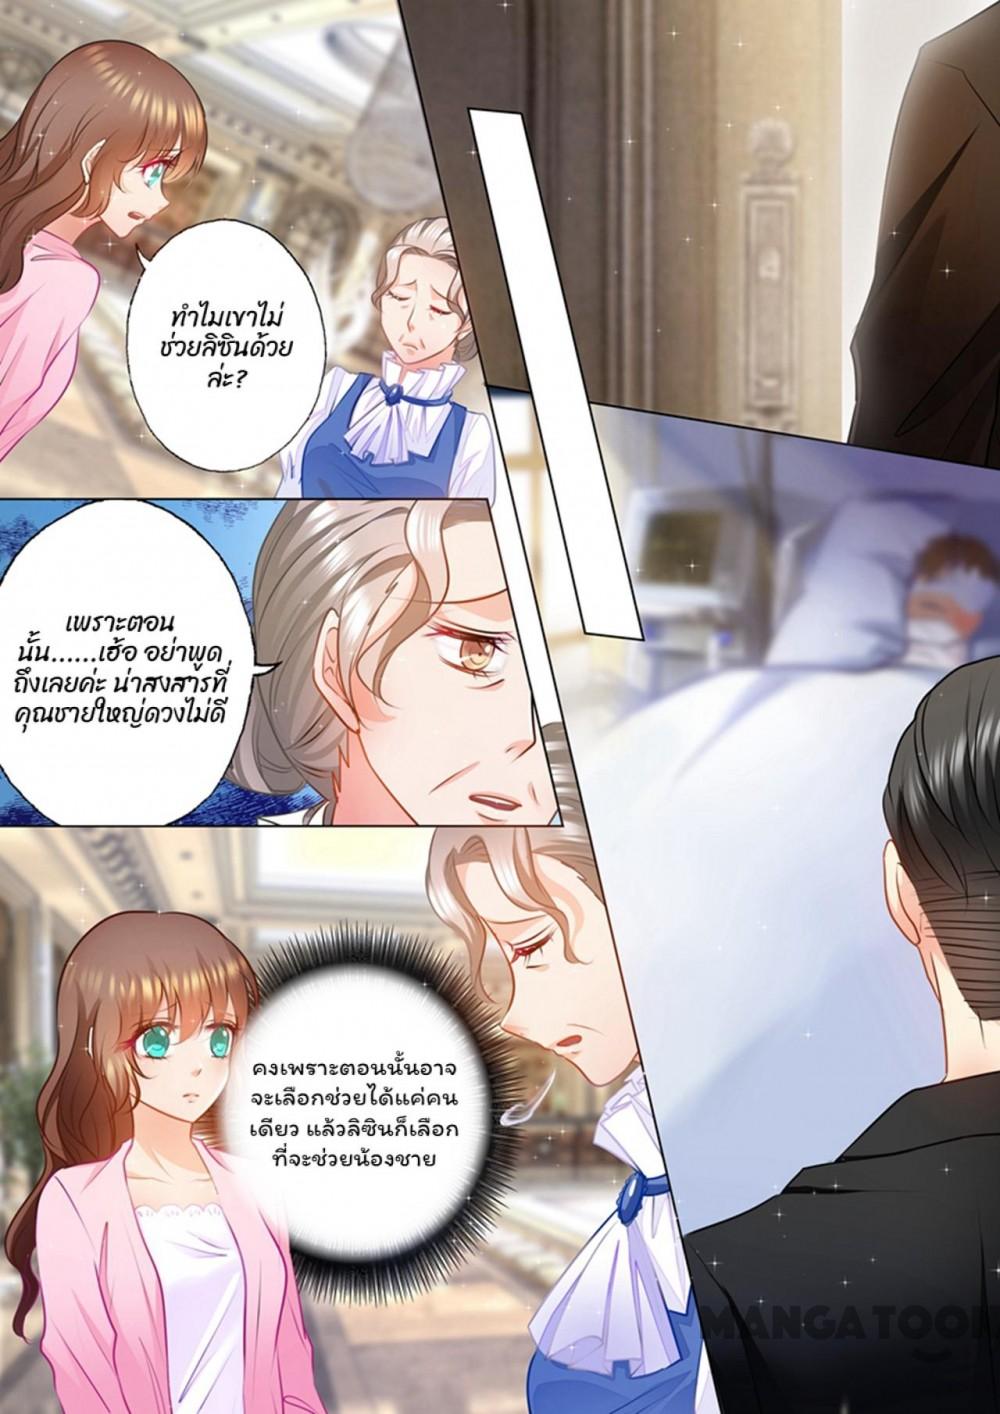 ทำไมเขาไม่
ช่วยลิซินด้วย
ล่ะ?
เพราะตอน
นั้น......เฮ้อ อย่าพูด
ถึงเลยค่ะ น่าสงสารที่
คุณชายใหญ่ดวงไม่ดี
คงเพราะตอนนั้นอาจ
จะเลือกช่วยได้แค่คน
เดียว แล้วลิซินก็เลือก
ที่จะช่วยน้องชาย
MANGATOON